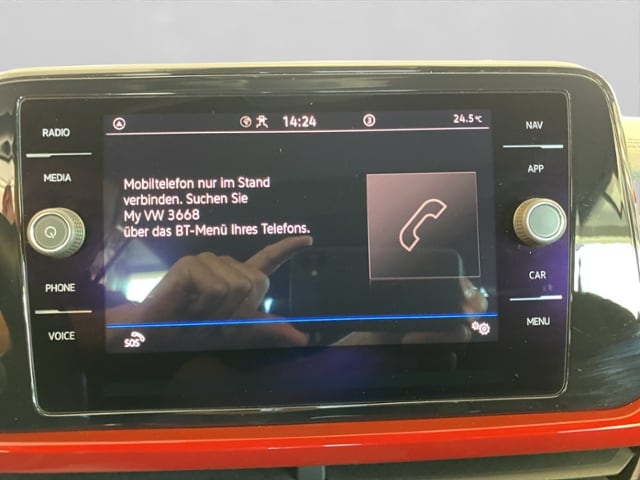 RADIO
MEDIA
PHONE
VOICE
14:24
3
24.5°C
Mobiltelefon nur im Stand
verbinden. Suchen Sie
My VW 3668
über das BT-Menü Ihres Telefons.
SOS
NAV
APP
CAR
MENU